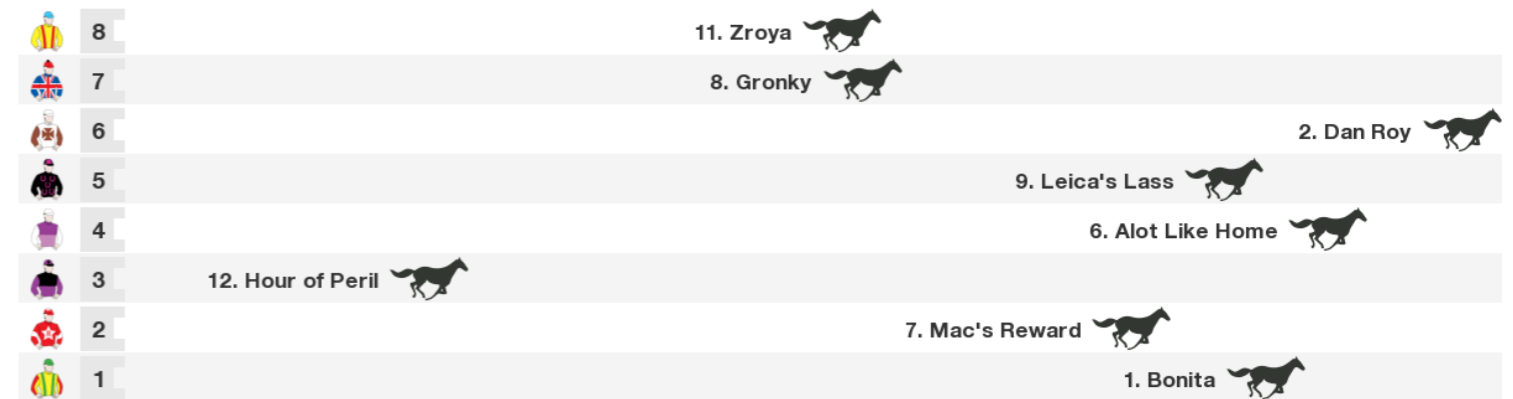 8 11. Zroya
7 8. Gronky
6 2. Dan Roy
5 9. Leica's Lass
4 6. Alot Like Home
3 12. Hour of Peril
2 7. Mac's Reward
1 1. Bonita